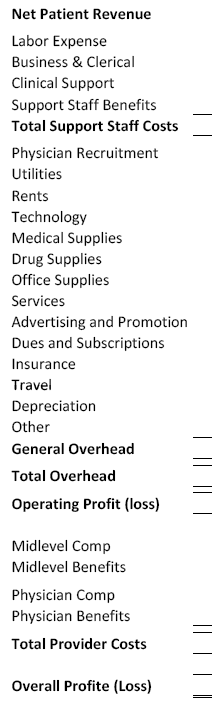 Net Patient Revenue
Labor Expense
Business & Clerical
Clinical Support
Support Staff Benefits
Total Support Staff Costs
Physician Recruitment
Utilities
Rents
Technology
Medical Supplies
Drug Supplies
Office Supplies
Services
Advertising and Promotion
Dues and Subscriptions
Insurance
Travel
Depreciation
Other
General Overhead
Total Overhead
Operating Profit (loss)
Midlevel Comp
Midlevel Benefits
Physician Comp
Physician Benefits
Total Provider Costs
Overall Profite (Loss)